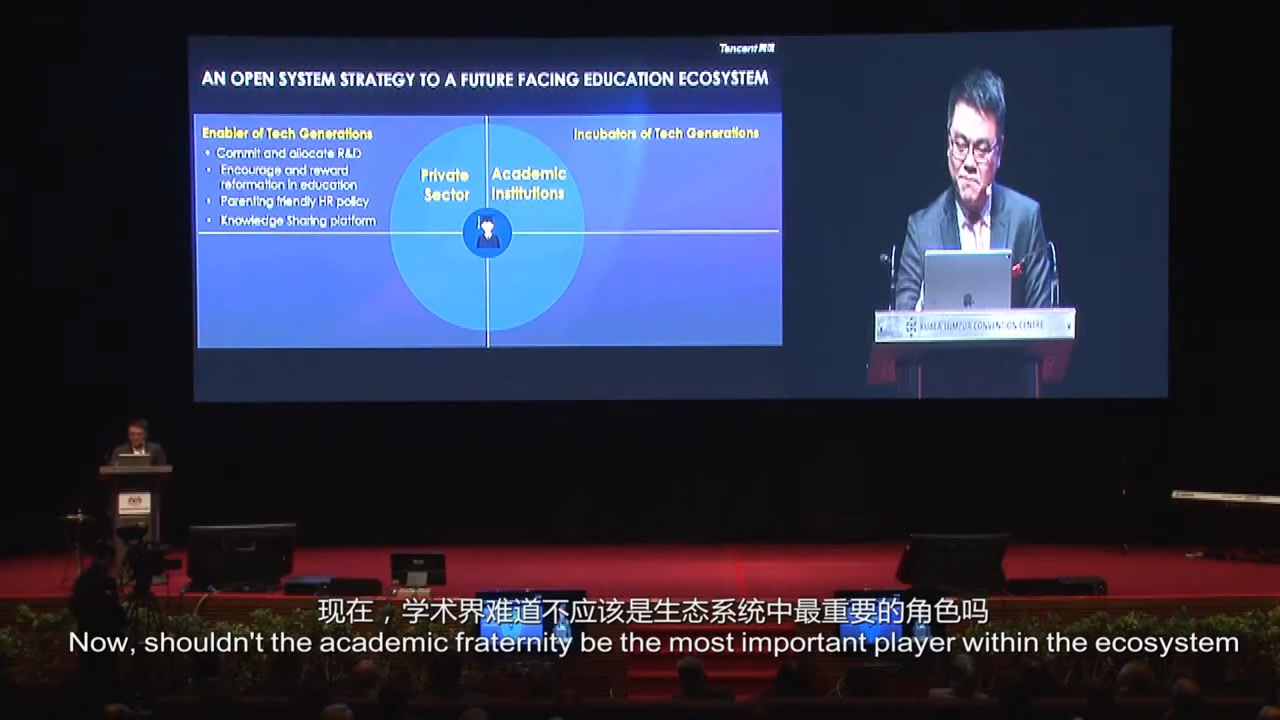 Tencent 腾讯
AN OPEN SYSTEM STRATEGY TO A FUTURE FACING EDUCATION ECOSYSTEM
Enabler of Tech Generations
• Commit and allocate R&D
• Encourage and reward
reformation in education
• Parenting friendly HR policy
• Knowledge Sharing platform
Private
Sector
Academic
Institutions
Incubators of Tech Generations
KUALA LUMPUR CONVENTION CENTRE
现在，学术界难道不应该是生态系统中最重要的角色吗
Now, shouldn't the academic fraternity be the most important player within the ecosystem